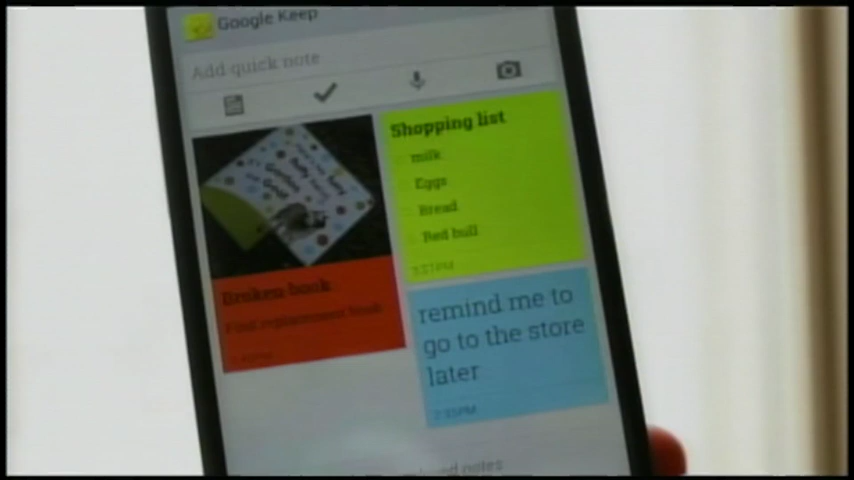 Google Keep
Add quick note
Shopping list
milk
Eggs
Bread
Red bull
Broken book
remind me to
go to the store
later
notes